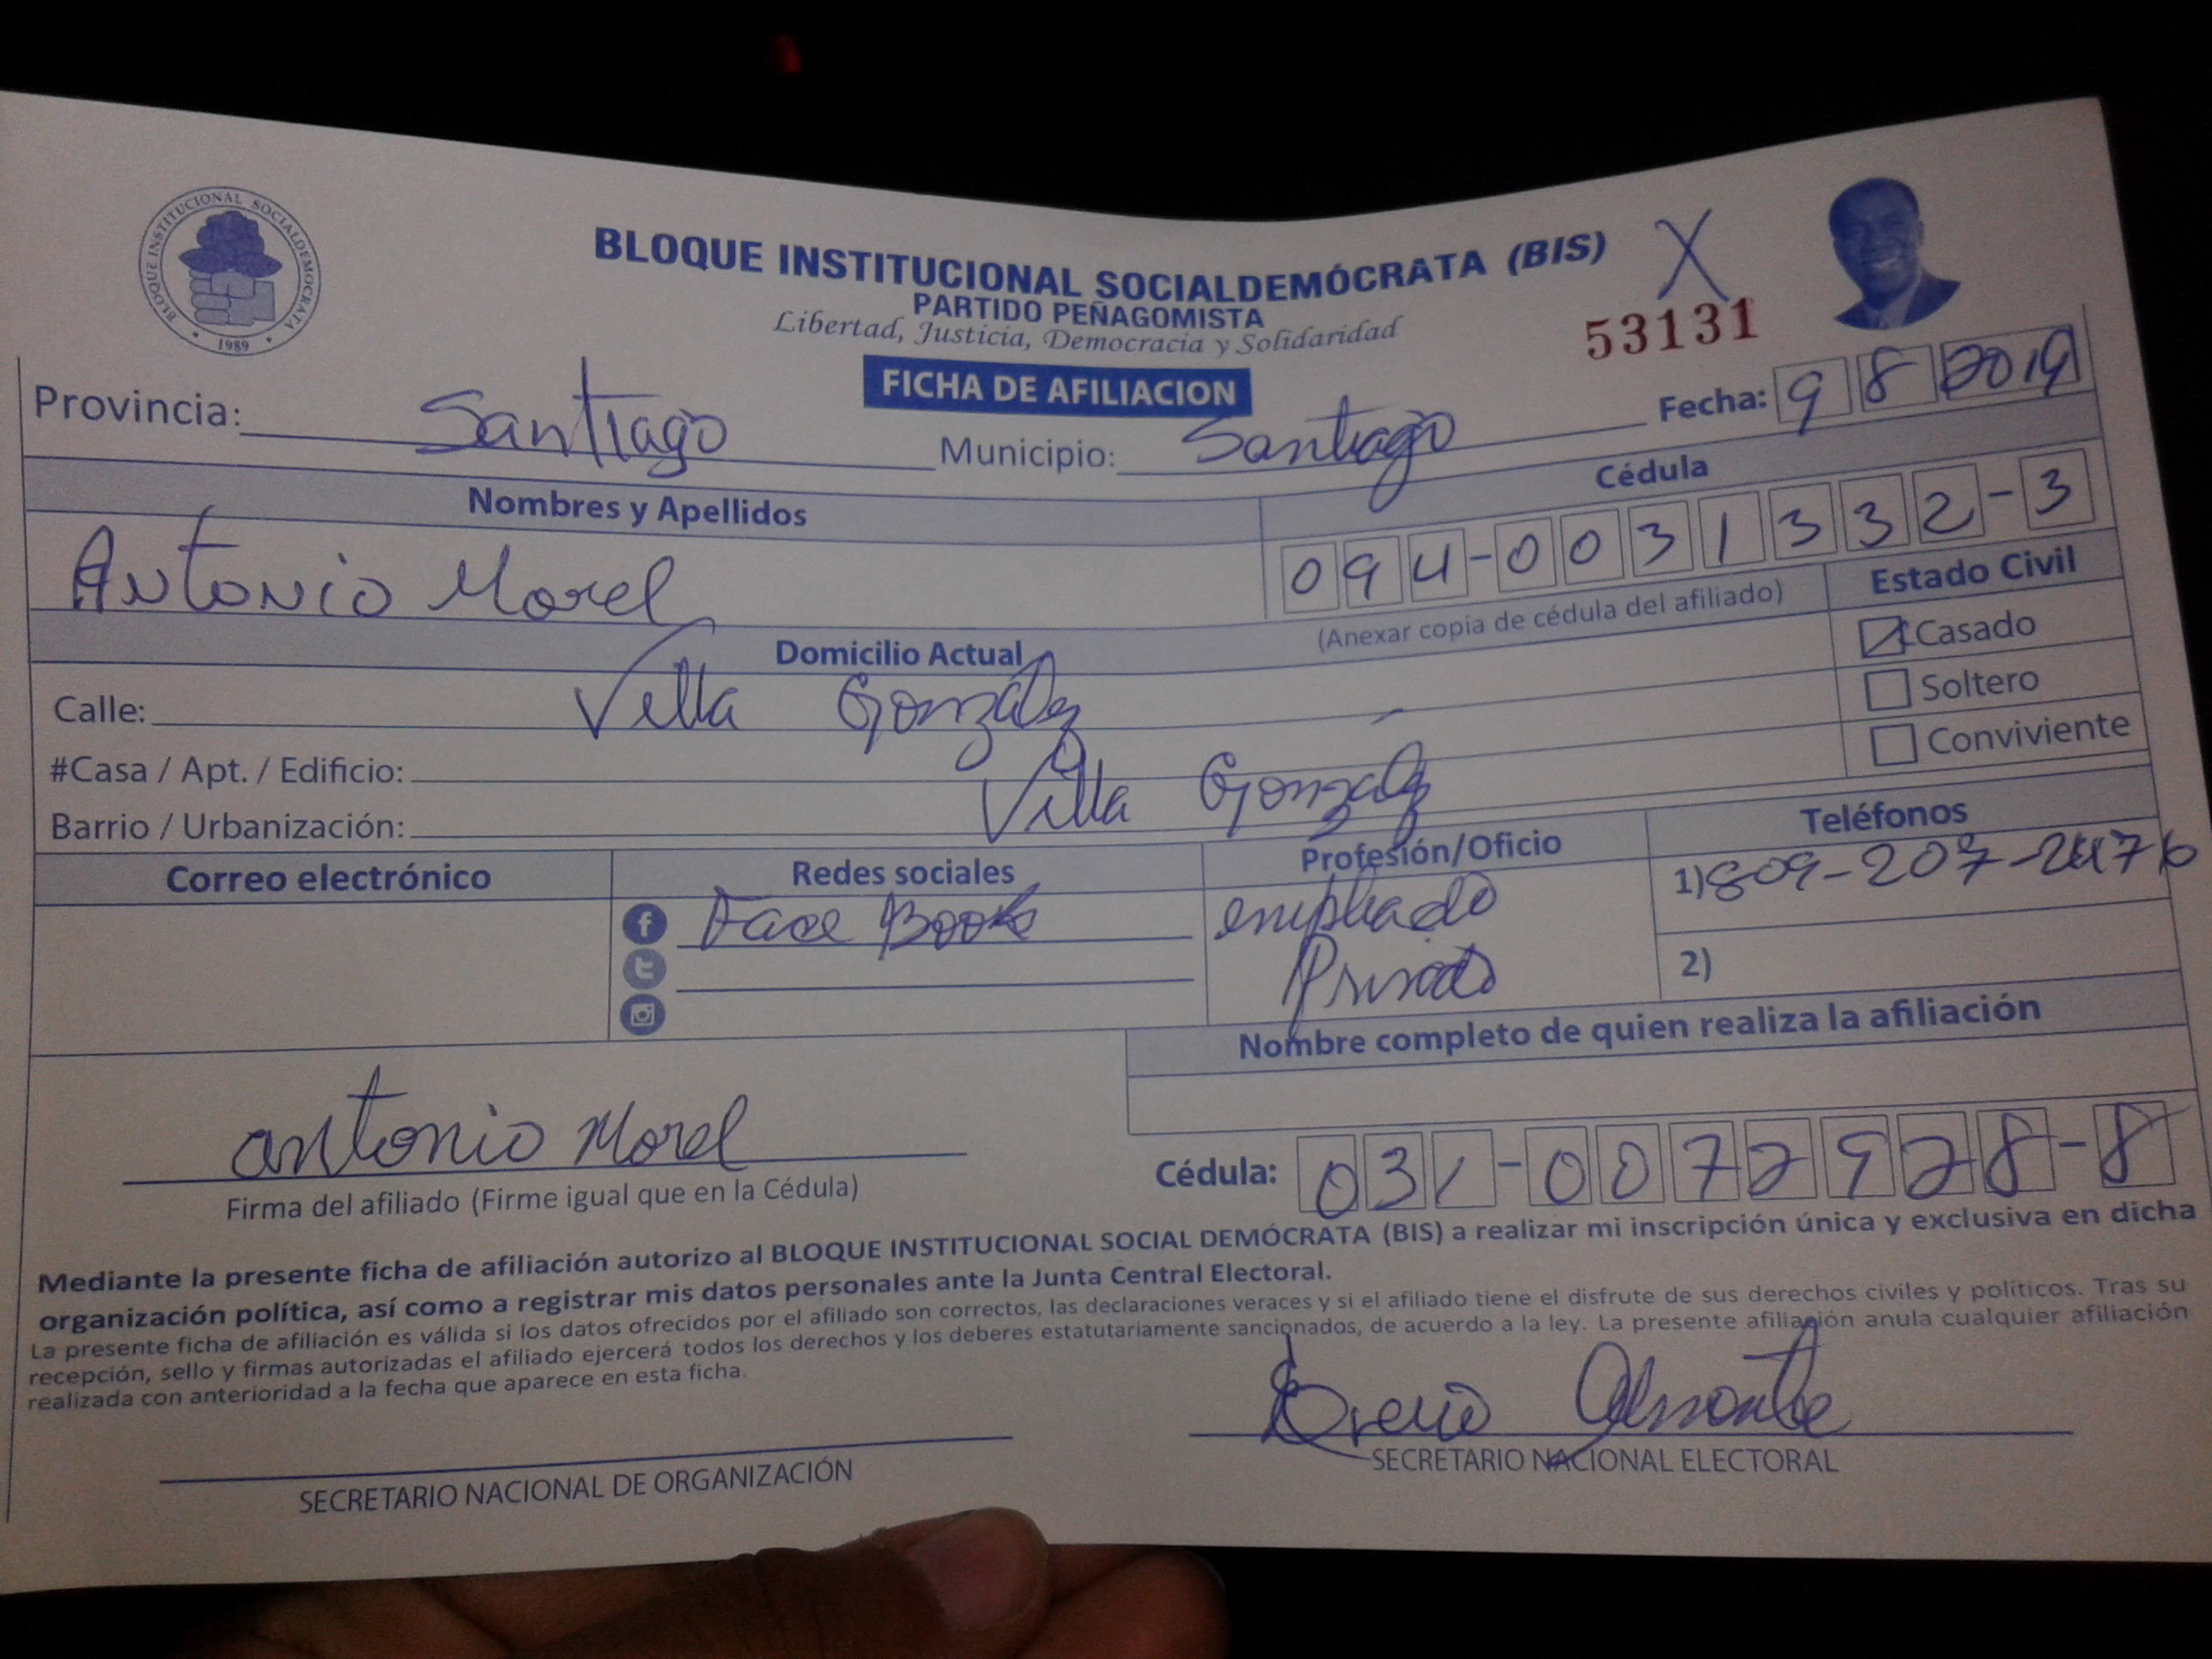 BLOQUE INSTITUCIONAL SOCIALDEMOCRATA
1989
BLOQUE INSTITUCIONAL SOCIALDEMÓCRATA (BIS)
PARTIDO PEÑAGOMISTA
Libertad, Justicia, Democracia y Solidaridad
X
53131
FICHA DE AFILIACION
Fecha: 9 8 2019
Provincia: Santiago Municipio: Santiago
Nombres y Apellidos Cédula
Antonio Morel 094-0031332-3
(Anexar copia de cédula del afiliado)
Estado Civil
Casado
Soltero
Conviviente
Domicilio Actual
Calle: Villa González
#Casa / Apt. / Edificio:
Barrio / Urbanización: Villa Gonzalez
Correo electrónico Redes sociales Profesión/Oficio Teléfonos
Face Book empleado 1) 809-207-2476
Privado 2)
Nombre completo de quien realiza la afiliación
antonio Morel
Firma del afiliado (Firme igual que en la Cédula)
Cédula: 031-0072928-8
Mediante la presente ficha de afiliación autorizo al BLOQUE INSTITUCIONAL SOCIAL DEMÓCRATA (BIS) a realizar mi inscripción única y exclusiva en dicha
organización política, así como a registrar mis datos personales ante la Junta Central Electoral.
La presente ficha de afiliación es válida si los datos ofrecidos por el afiliado son correctos, las declaraciones veraces y si el afiliado tiene el disfrute de sus derechos civiles y políticos. Tras su
recepción, sello y firmas autorizadas el afiliado ejercerá todos los derechos y los deberes estatutariamente sancionados, de acuerdo a la ley. La presente afiliación anula cualquier afiliación
realizada con anterioridad a la fecha que aparece en esta ficha.
Almonte
SECRETARIO NACIONAL DE ORGANIZACIÓN
SECRETARIO NACIONAL ELECTORAL